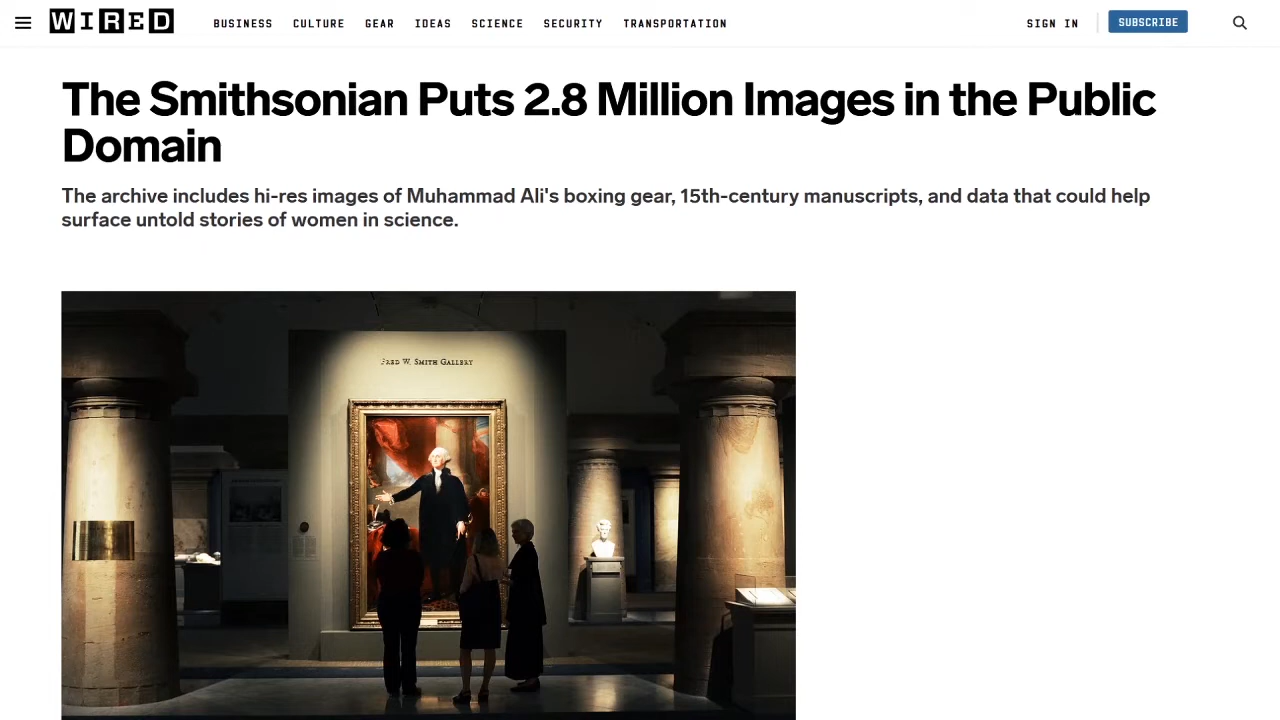 WIRED
BUSINESS CULTURE GEAR IDEAS SCIENCE SECURITY TRANSPORTATION
SIGN IN
SUBSCRIBE
The Smithsonian Puts 2.8 Million Images in the Public
Domain
The archive includes hi-res images of Muhammad Ali's boxing gear, 15th-century manuscripts, and data that could help
surface untold stories of women in science.
FRED W. SMITH GALLERY